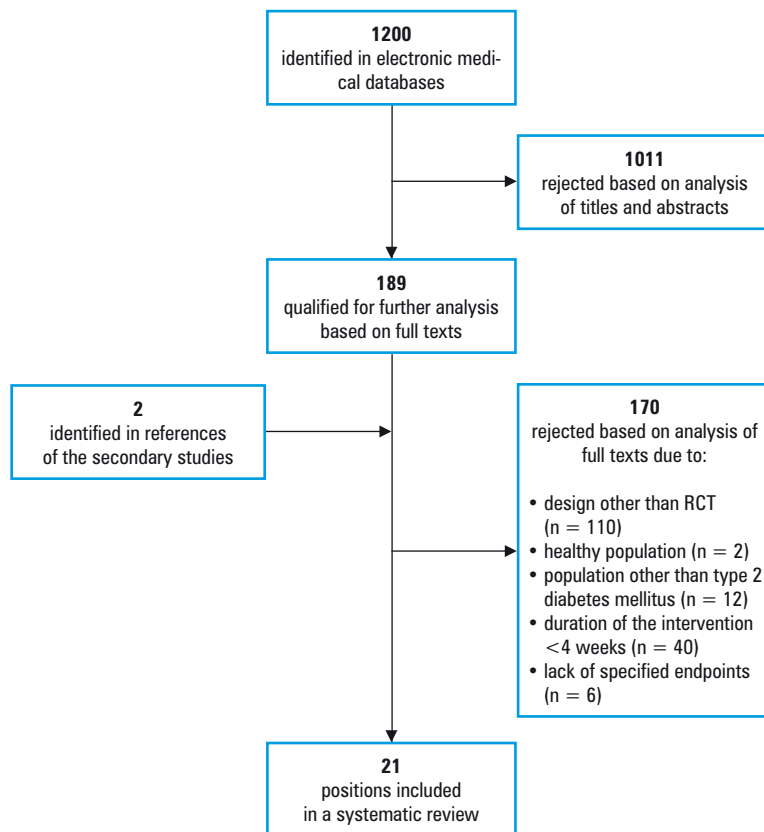 1200
identified in electronic medi-
cal databases
1011
rejected based on analysis
of titles and abstracts
189
qualified for further analysis
based on full texts
2
identified in references
of the secondary studies
170
rejected based on analysis of
full texts due to:
• design other than RCT
(n = 110)
• healthy population (n = 2)
• population other than type 2
diabetes mellitus (n = 12)
• duration of the intervention
<4 weeks (n = 40)
• lack of specified endpoints
(n = 6)
21
positions included
in a systematic review